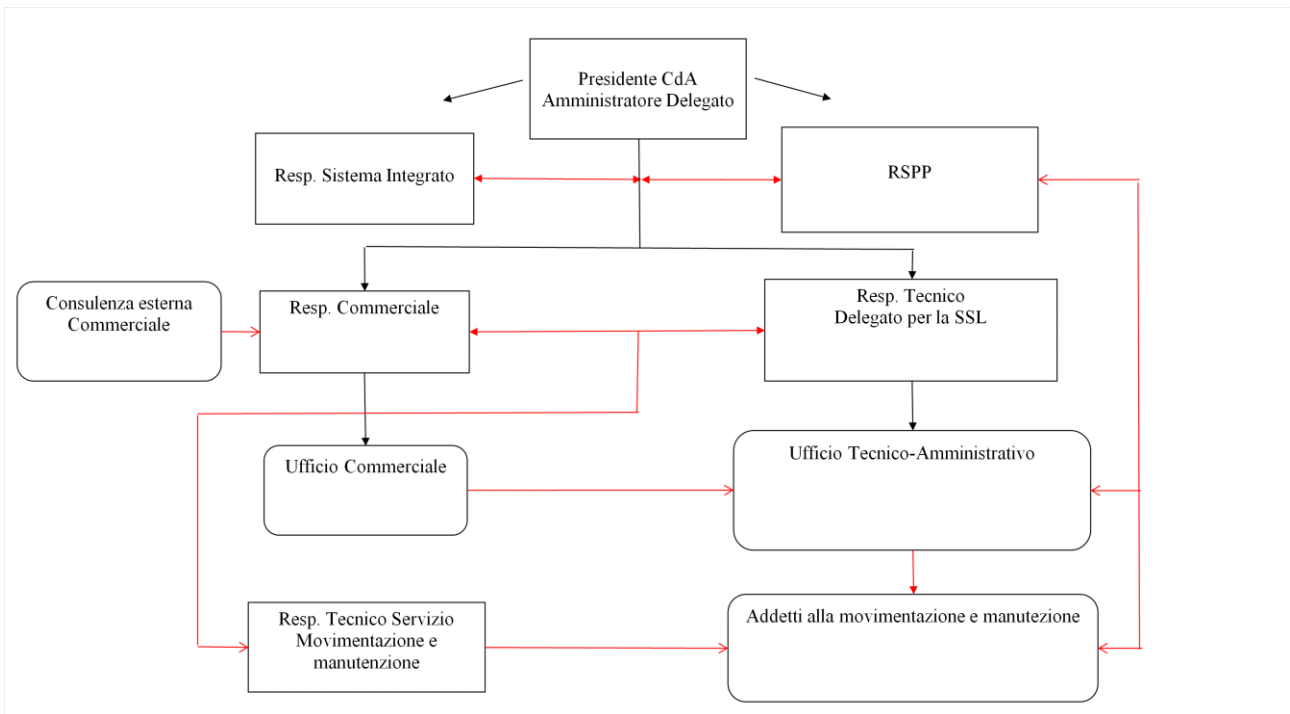 Presidente CdA
Amministratore Delegato
Resp. Sistema Integrato
RSPP
Consulenza esterna
Commerciale
Resp. Commerciale
Resp. Tecnico
Delegato per la SSL
Ufficio Commerciale
Ufficio Tecnico-Amministrativo
Resp. Tecnico Servizio
Movimentazione e
manutenzione
Addetti alla movimentazione e manutezione